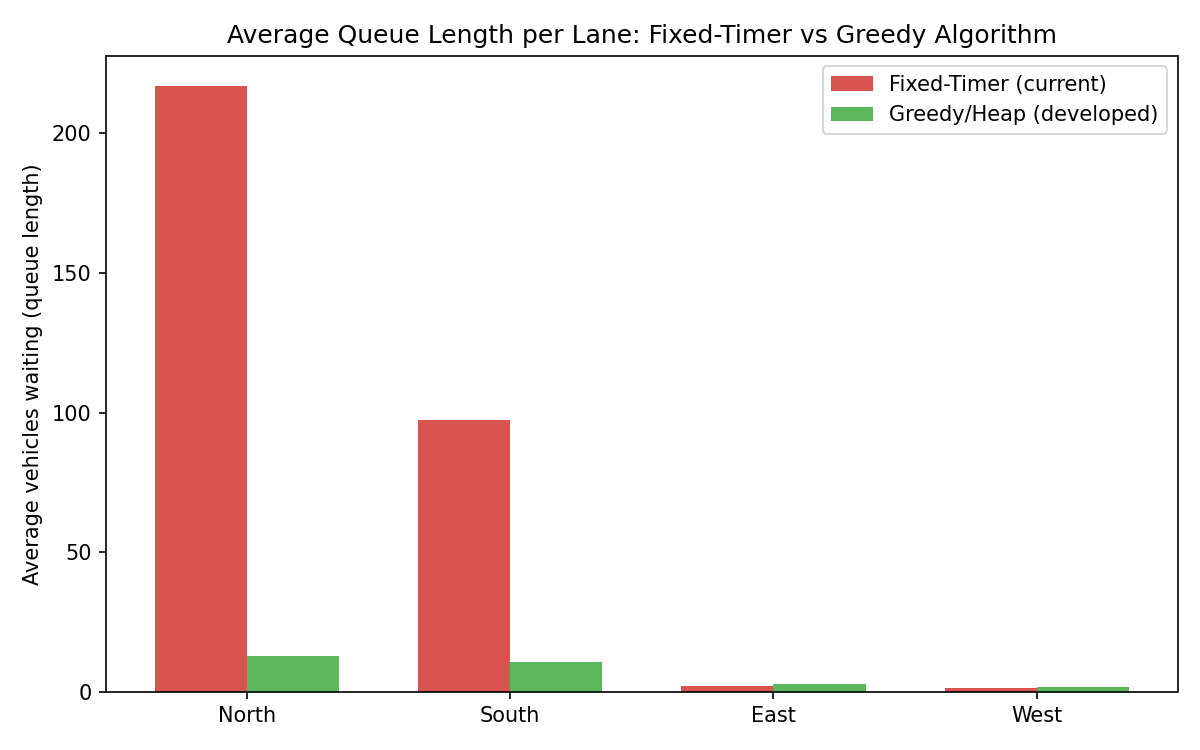 Average Queue Length per Lane: Fixed-Timer vs Greedy Algorithm
Fixed-Timer (current)
Greedy/Heap (developed)
Average vehicles waiting (queue length)
200
150
100
50
0
North
South
East
West